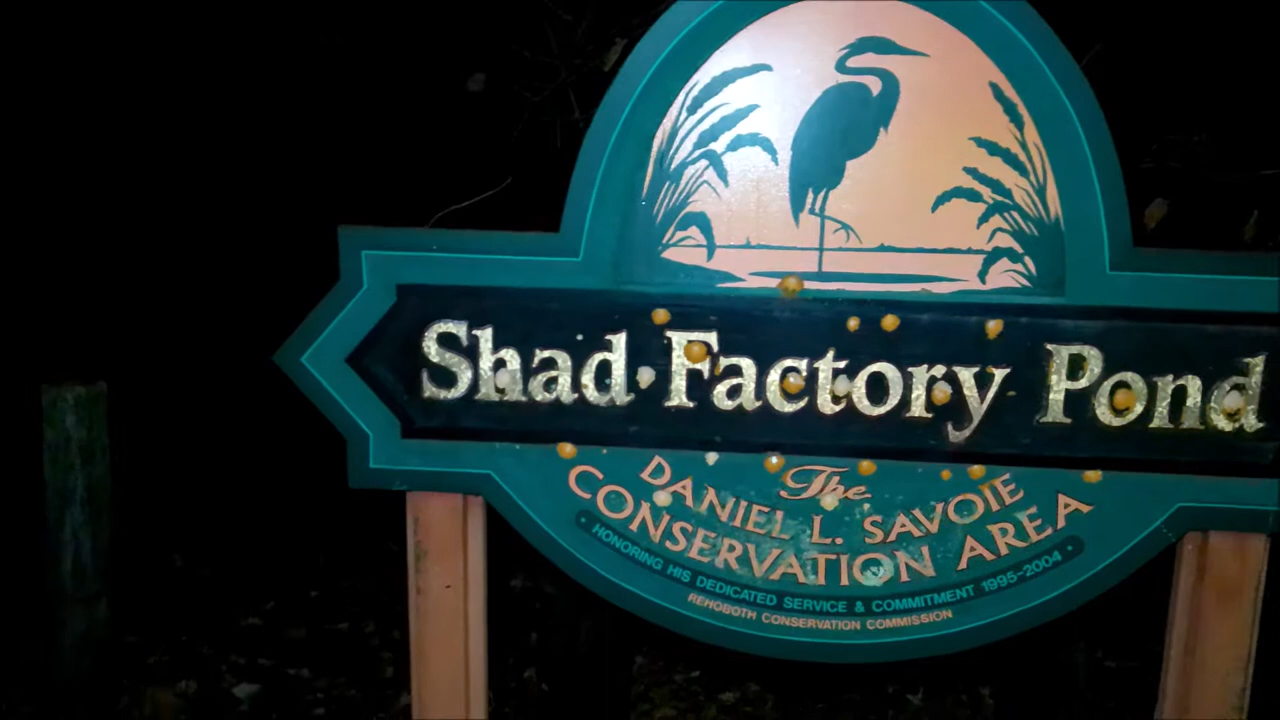 Shad Factory Pond
The
DANIEL L. SAVOIE
CONSERVATION AREA
• HONORING HIS DEDICATED SERVICE & COMMITMENT 1995-2004 •
REHOBOTH CONSERVATION COMMISSION